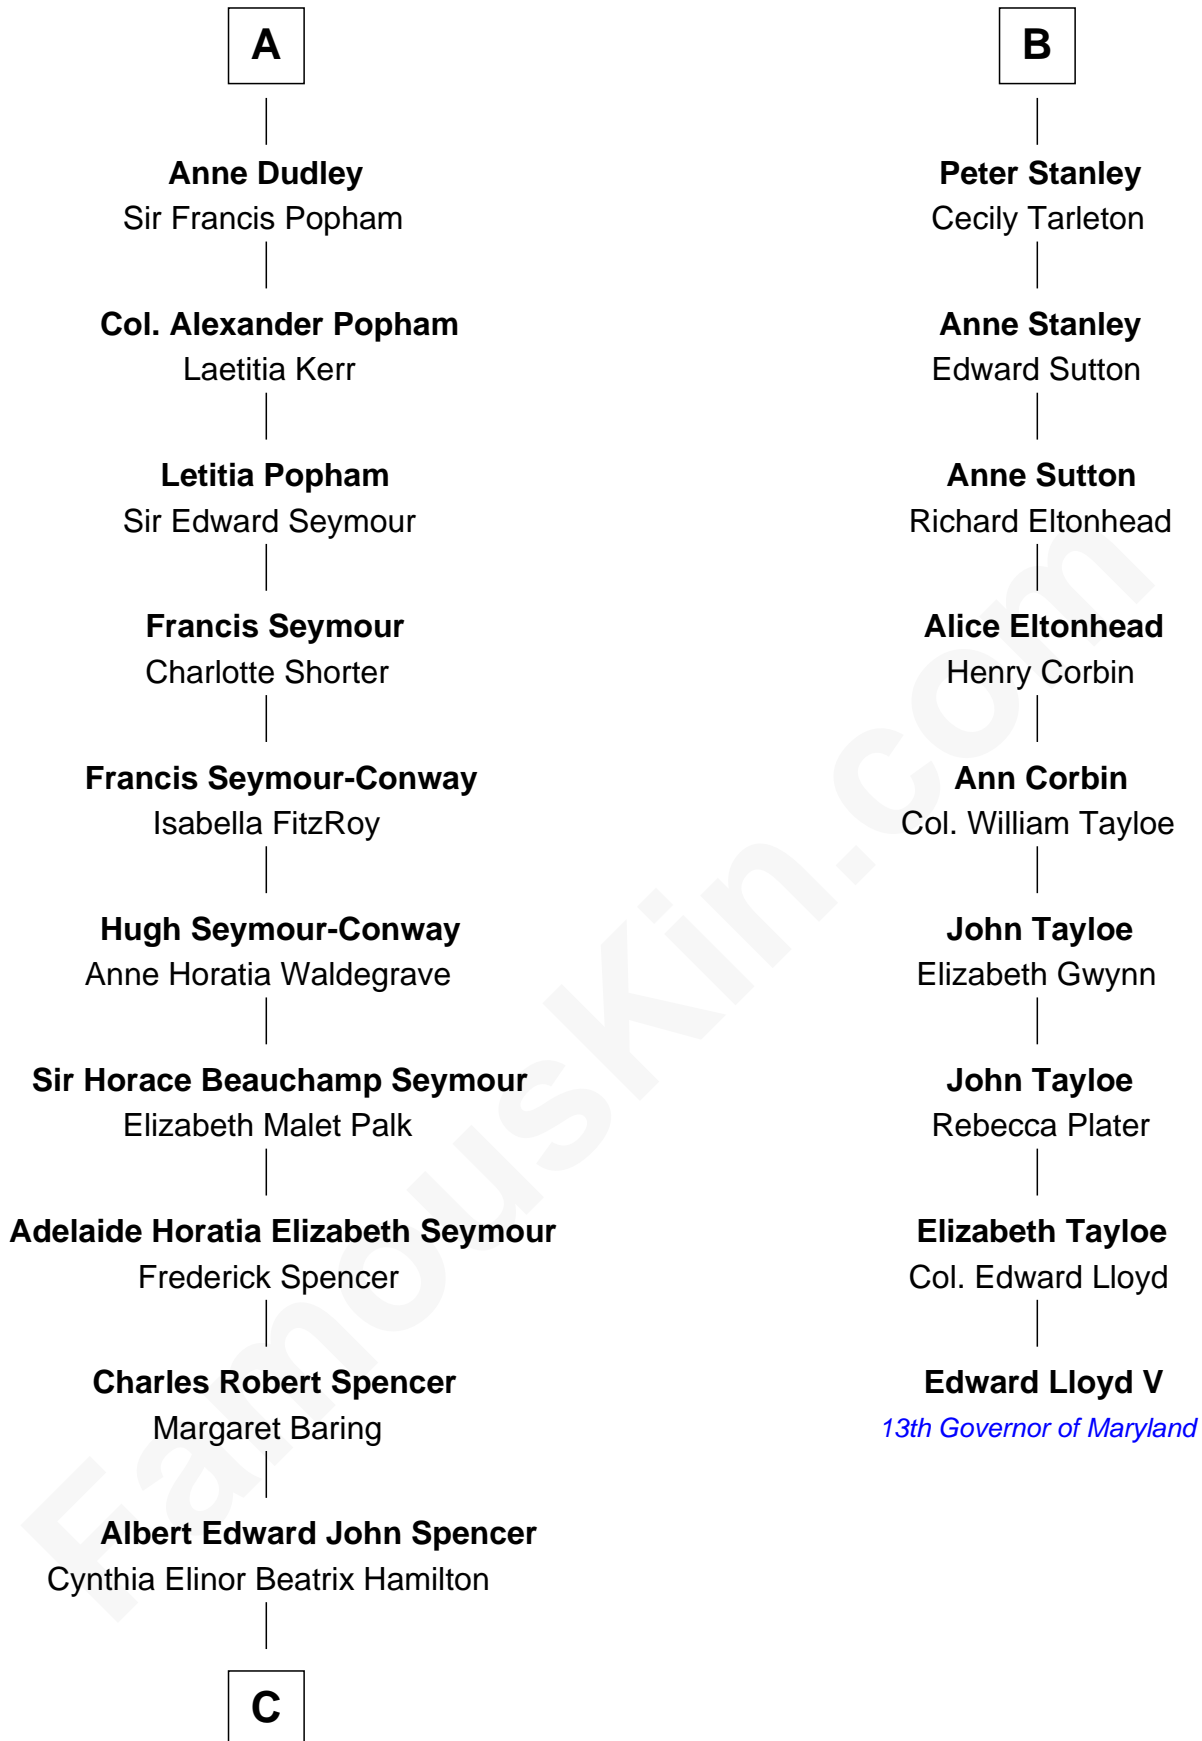 A
Anne Dudley
Sir Francis Popham
Col. Alexander Popham
Laetitia Kerr
Letitia Popham
Sir Edward Seymour
Francis Seymour
Charlotte Shorter
Francis Seymour-Conway
Isabella FitzRoy
Hugh Seymour-Conway
Anne Horatia Waldegrave
Sir Horace Beauchamp Seymour
Elizabeth Malet Palk
Adelaide Horatia Elizabeth Seymour
Frederick Spencer
Charles Robert Spencer
Margaret Baring
Albert Edward John Spencer
Cynthia Elinor Beatrix Hamilton
C
B
Peter Stanley
Cecily Tarleton
Anne Stanley
Edward Sutton
Anne Sutton
Richard Eltonhead
Alice Eltonhead
Henry Corbin
Ann Corbin
Col. William Tayloe
John Tayloe
Elizabeth Gwynn
John Tayloe
Rebecca Plater
Elizabeth Tayloe
Col. Edward Lloyd
Edward Lloyd V
13th Governor of Maryland
FamousKin.com